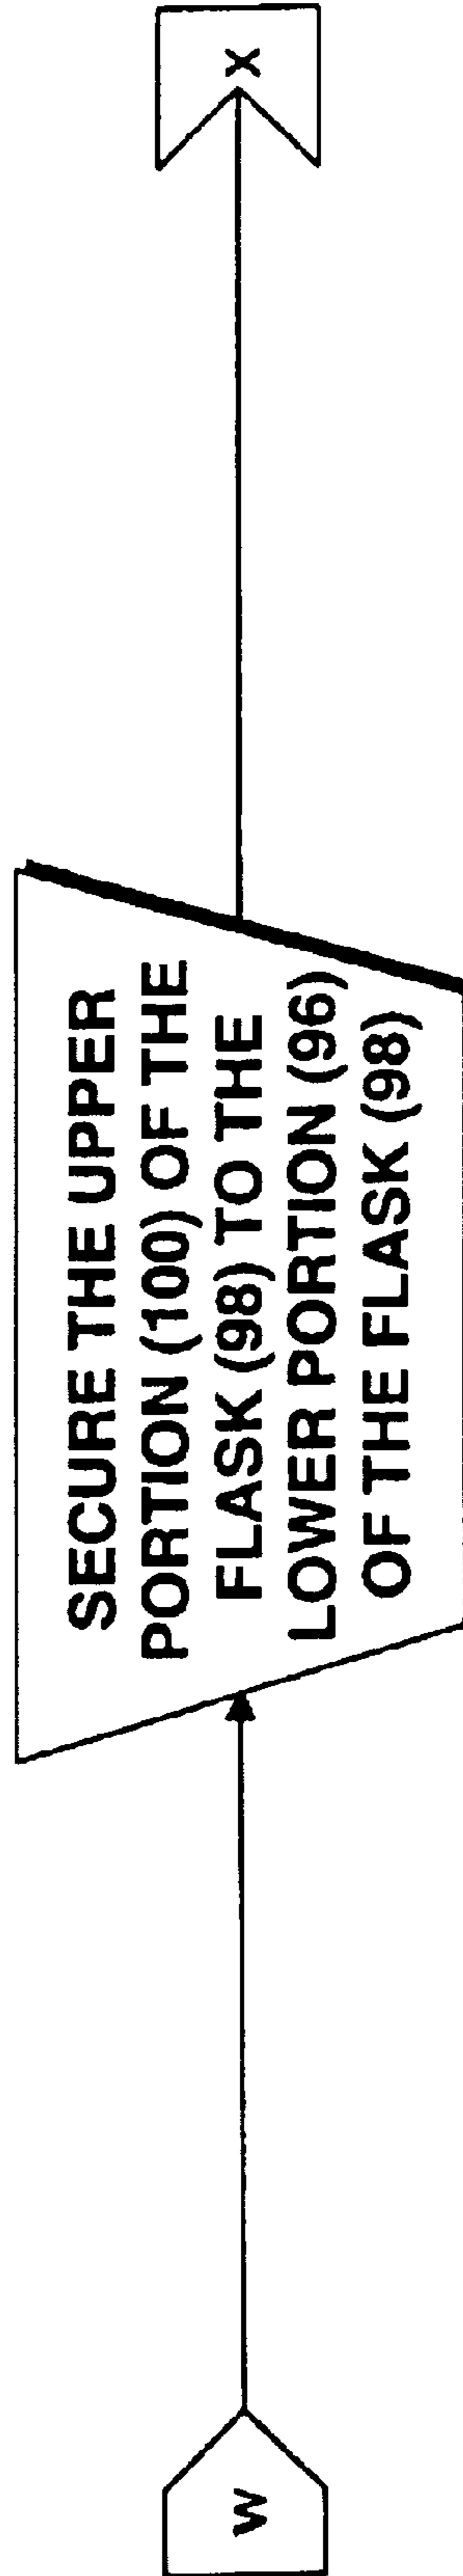 W
SECURE THE UPPER
PORTION (100) OF THE
FLASK (98) TO THE
LOWER PORTION (96)
OF THE FLASK (98)
X